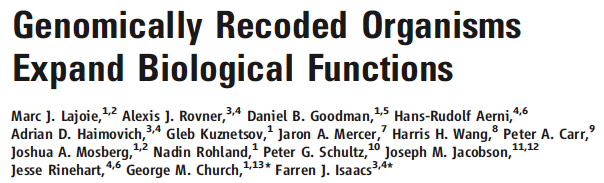 Genomically Recoded Organisms
Expand Biological Functions
Marc J. Lajoie,1,2 Alexis J. Rovner,3,4 Daniel B. Goodman,1,5 Hans-Rudolf Aerni,4,6
Adrian D. Haimovich,3,4 Gleb Kuznetsov,1 Jaron A. Mercer,7 Harris H. Wang,8 Peter A. Carr,9
Joshua A. Mosberg,1,2 Nadin Rohland,1 Peter G. Schultz,10 Joseph M. Jacobson,11,12
Jesse Rinehart,4,6 George M. Church,1,13* Farren J. Isaacs3,4*